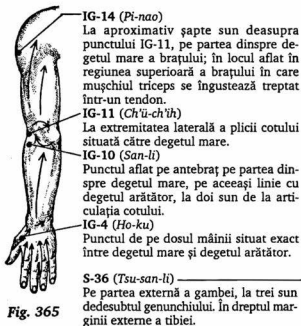 IG-14 (Pi-nao)
La aproximativ șapte sun deasupra
punctului IG-11, pe partea dinspre de-
getul mare a brațului; în locul aflat în
regiunea superioară a brațului în care
mușchiul triceps se îngustează treptat
într-un tendon.
IG-11 (Ch'ü-ch'ih)
La extremitatea laterală a plicii cotului
situată către degetul mare.
IG-10 (San-li)
Punctul aflat pe antebraț pe partea din-
spre degetul mare, pe aceeași linie cu
degetul arătător, la doi sun de la arti-
culația cotului.
IG-4 (Ho-ku)
Punctul de pe dosul mâinii situat exact
între degetul mare și degetul arătător.
S-36 (Tsu-san-li)
Pe partea externă a gambei, la trei sun
dedesubtul genunchiului. În dreptul mar-
ginii externe a tibiei.
Fig. 365